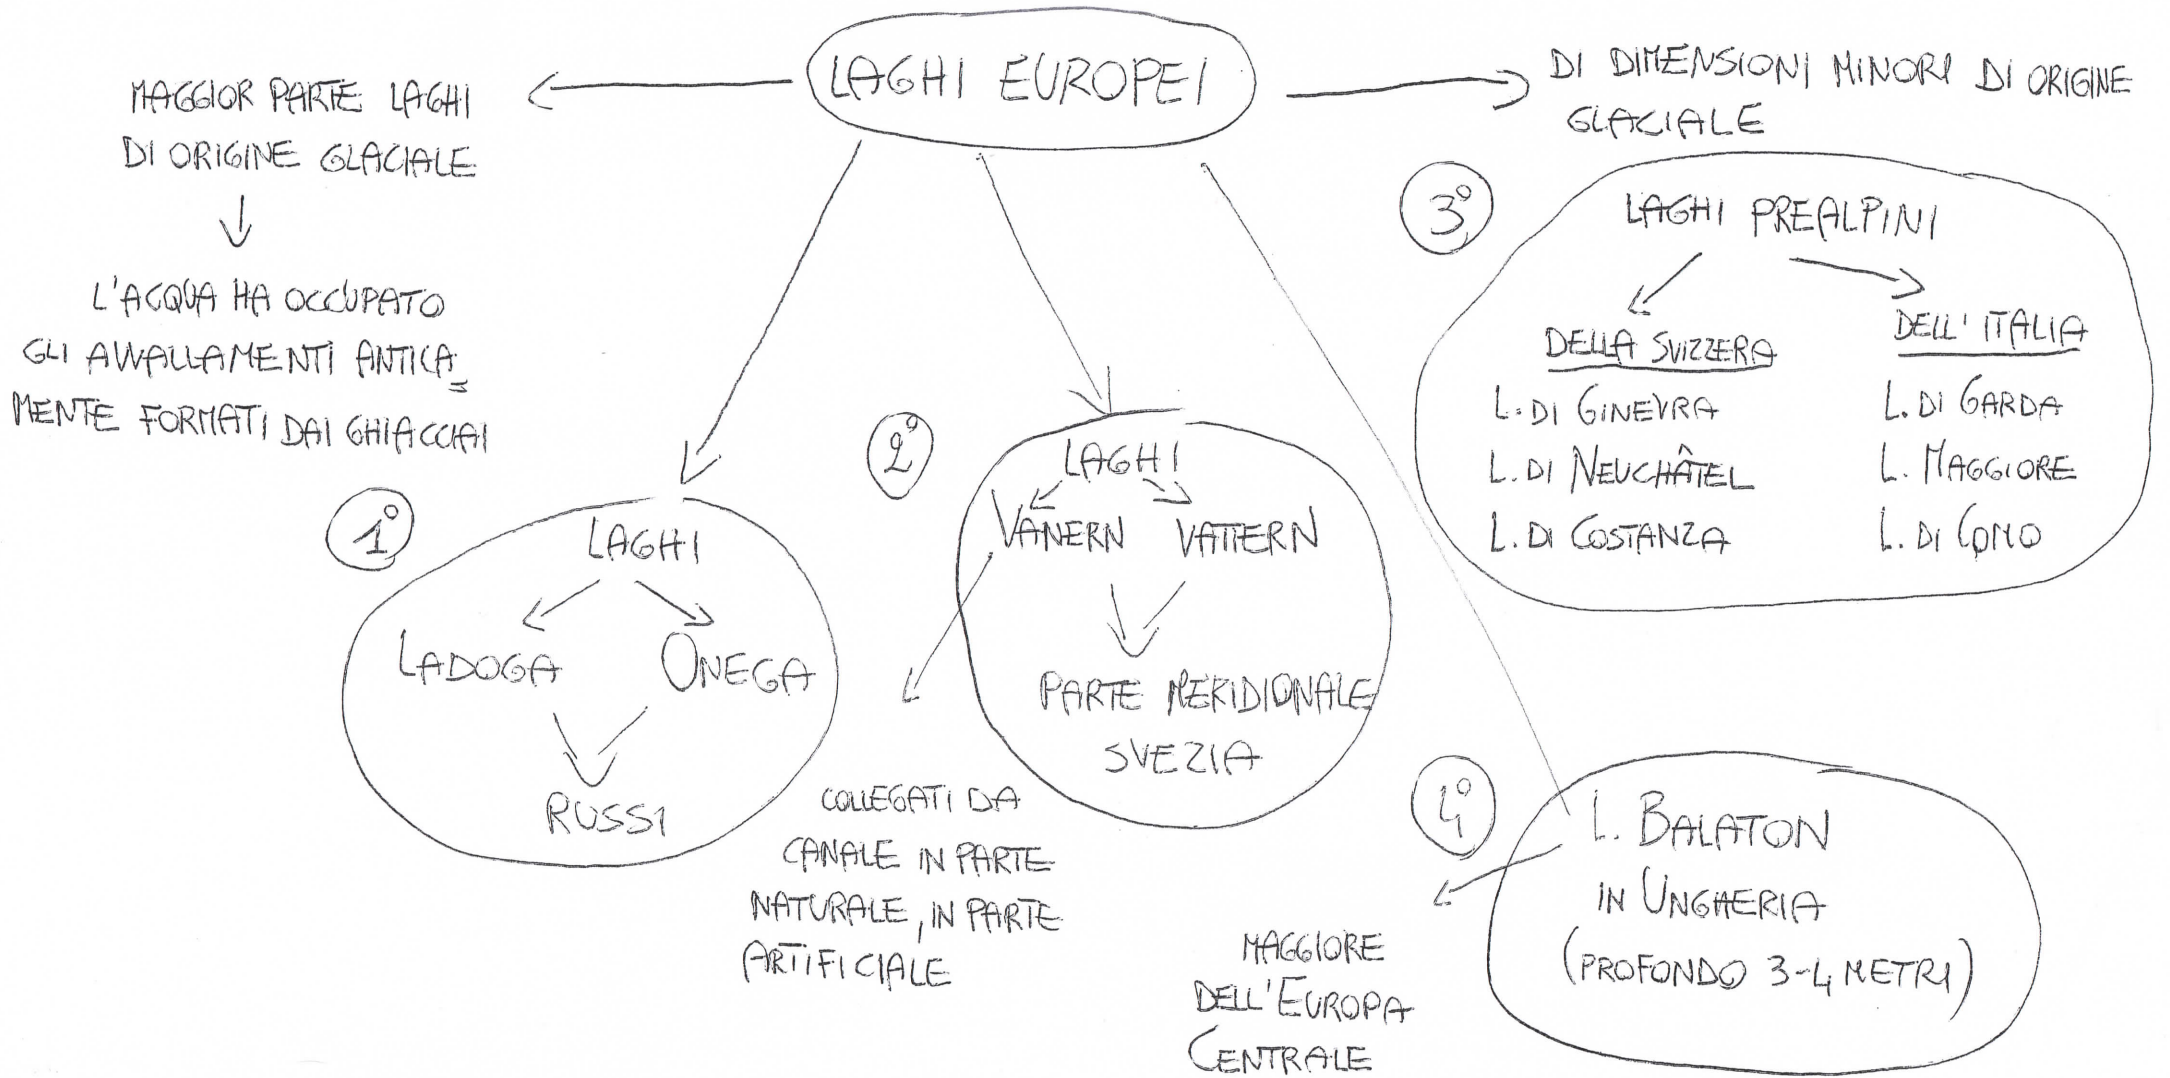 LAGHI EUROPEI
MAGGIOR PARTE LAGHI
DI ORIGINE GLACIALE
L'ACQUA HA OCCUPATO
GLI AVVALLAMENTI ANTICA=
MENTE FORMATI DAI GHIACCIAI
DI DIMENSIONI MINORI DI ORIGINE
GLACIALE
1°
LAGHI
LADOGA ONEGA
RUSSI
2°
LAGHI
VANERN VATTERN
PARTE MERIDIONALE
SVEZIA
COLLEGATI DA
CANALE IN PARTE
NATURALE, IN PARTE
ARTIFICIALE
3°
LAGHI PREALPINI
DELLA SVIZZERA
L. DI GINEVRA
L. DI NEUCHÂTEL
L. DI COSTANZA
DELL'ITALIA
L. DI GARDA
L. MAGGIORE
L. DI COMO
4°
L. BALATON
IN UNGHERIA
(PROFONDO 3-4 METRI)
MAGGIORE
DELL'EUROPA
CENTRALE